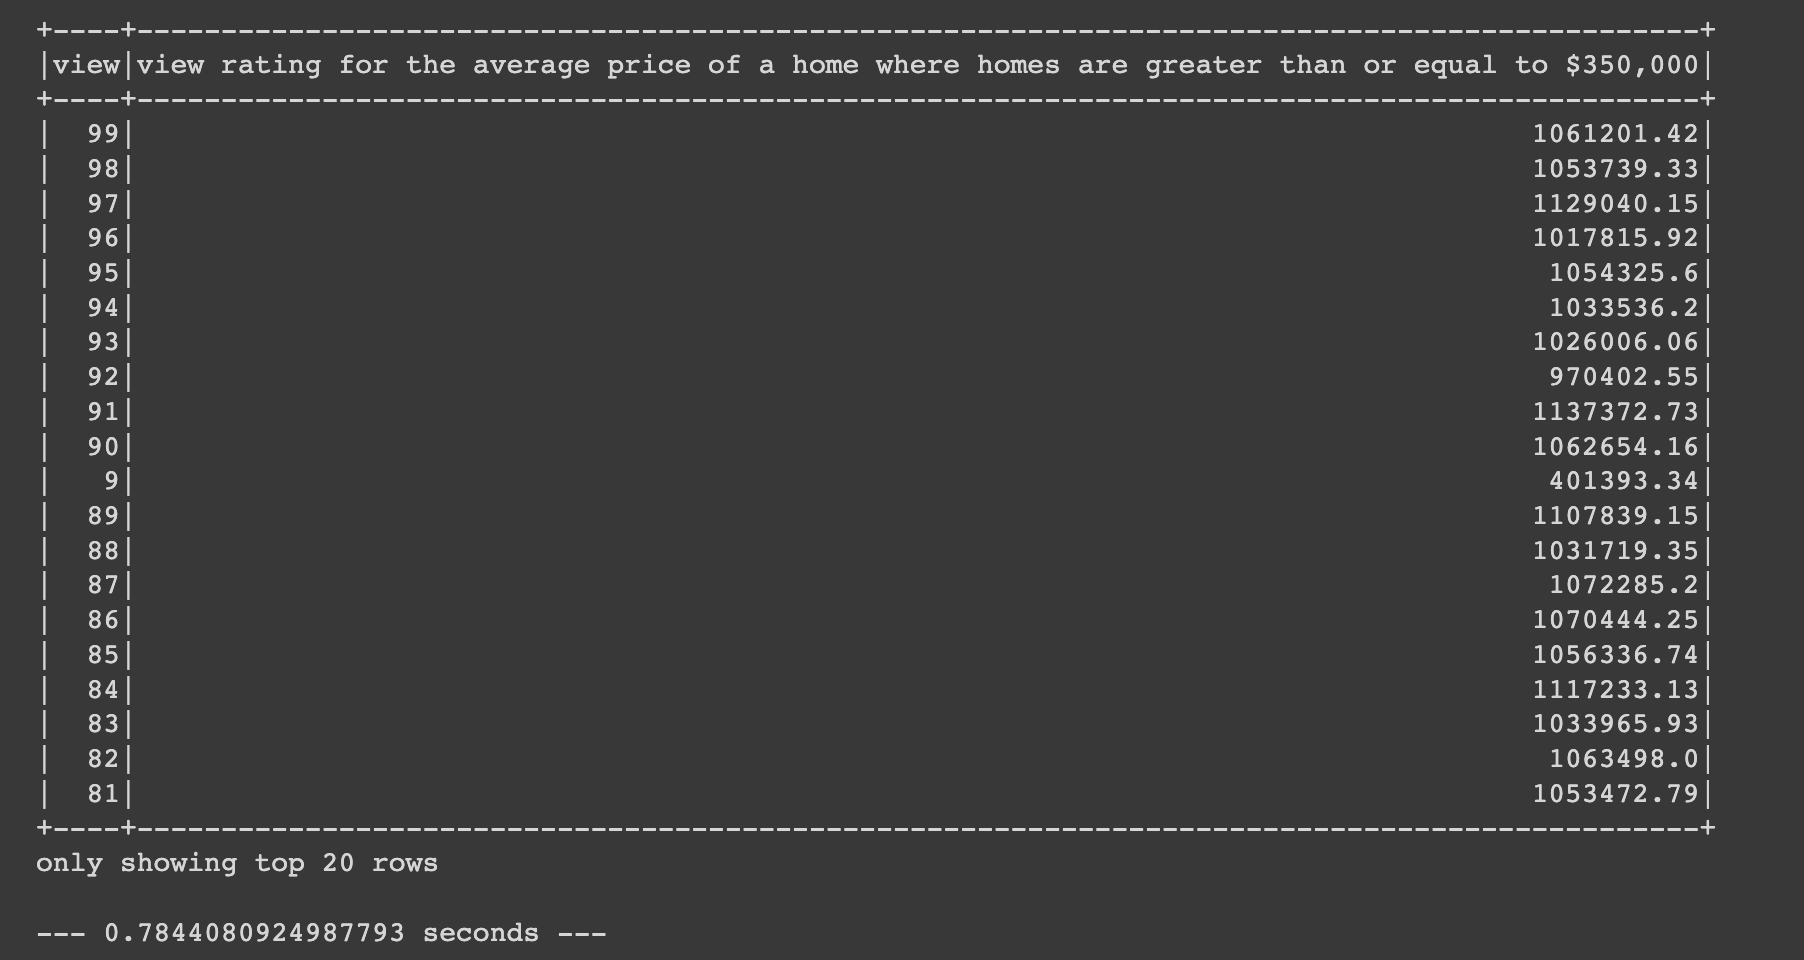 +----+---------------------------------------------------------------------------------------------+
|view|view rating for the average price of a home where homes are greater than or equal to $350,000|
+----+---------------------------------------------------------------------------------------------+
|  99|                                                                                   1061201.42|
|  98|                                                                                   1053739.33|
|  97|                                                                                   1129040.15|
|  96|                                                                                   1017815.92|
|  95|                                                                                    1054325.6|
|  94|                                                                                    1033536.2|
|  93|                                                                                   1026006.06|
|  92|                                                                                    970402.55|
|  91|                                                                                   1137372.73|
|  90|                                                                                   1062654.16|
|   9|                                                                                    401393.34|
|  89|                                                                                   1107839.15|
|  88|                                                                                   1031719.35|
|  87|                                                                                    1072285.2|
|  86|                                                                                   1070444.25|
|  85|                                                                                   1056336.74|
|  84|                                                                                   1117233.13|
|  83|                                                                                   1033965.93|
|  82|                                                                                    1063498.0|
|  81|                                                                                   1053472.79|
+----+---------------------------------------------------------------------------------------------+
only showing top 20 rows
--- 0.7844080924987793 seconds ---